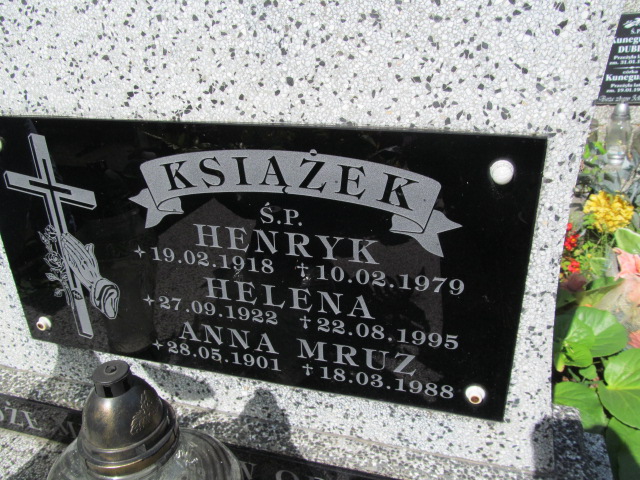 KSIĄŻEK
Ś.P.
HENRYK
+19.02.1918 †10.02.1979
HELENA
+27.09.1922 †22.08.1995
ANNA MRUZ
+28.05.1901 †18.03.1988